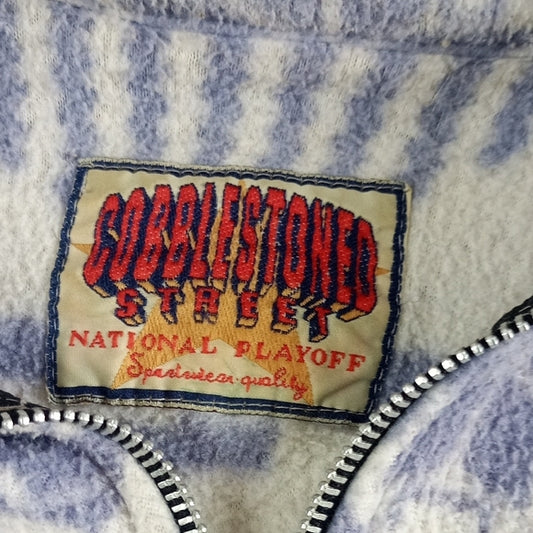 COBBLESTONED
STREET
NATIONAL PLAYOFF
Sportswear quality